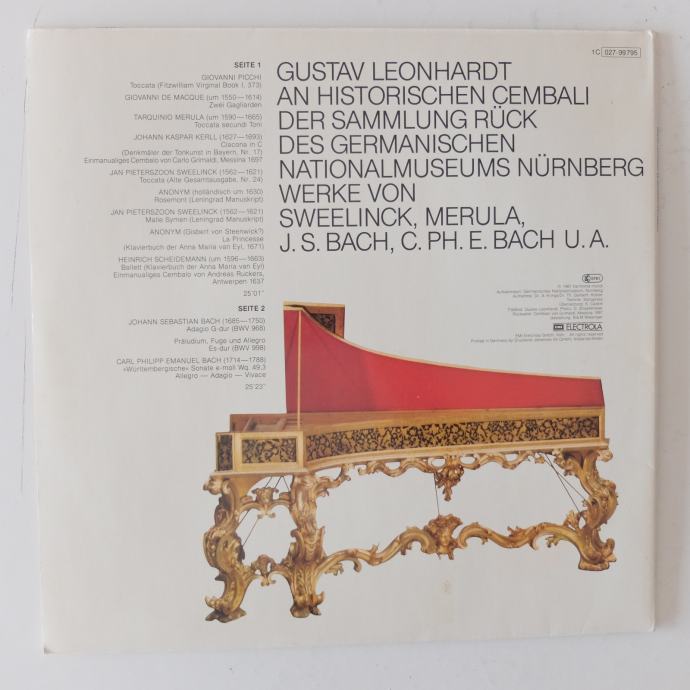 1C 027-99795
SEITE 1
GIOVANNI PICCHI
Toccata (Fitzwilliam Virginal Book I, 373)
GIOVANNI DE MACQUE (um 1550—1614)
Zwei Gagliarden
TARQUINIO MERULA (um 1590—1665)
Toccata secundi Toni
JOHANN KASPAR KERLL (1627—1693)
Ciacona in C
(Denkmäler der Tonkunst in Bayern, Nr. 17)
Einmanualiges Cembalo von Carlo Grimaldi, Messina 1697
JAN PIETERSZOON SWEELINCK (1562—1621)
Toccata (Alte Gesamtausgabe, Nr. 24)
ANONYM (holländisch um 1630)
Rosemont (Leningrad Manuskript)
JAN PIETERSZOON SWEELINCK (1562—1621)
Malle Symen (Leningrad Manuskript)
ANONYM (Gisbert von Steenwick?)
La Princesse
(Klavierbuch der Anna Maria van Eyl, 1671)
HEINRICH SCHEIDEMANN (um 1596—1663)
Ballett (Klavierbuch der Anna Maria van Eyl)
Einmanualiges Cembalo von Andreas Ruckers,
Antwerpen 1637
25'01"
SEITE 2
JOHANN SEBASTIAN BACH (1685—1750)
Adagio G-dur (BWV 968)
Präludium, Fuge und Allegro
Es-dur (BWV 998)
CARL PHILIPP EMANUEL BACH (1714—1788)
»Württembergische« Sonate e-moll Wq. 49,3
Allegro — Adagio — Vivace
25'23"
GUSTAV LEONHARDT
AN HISTORISCHEN CEMBALI
DER SAMMLUNG RÜCK
DES GERMANISCHEN
NATIONALMUSEUMS NÜRNBERG
WERKE VON
SWEELINCK, MERULA,
J. S. BACH, C. PH. E. BACH U. A.
EMI ELECTROLA